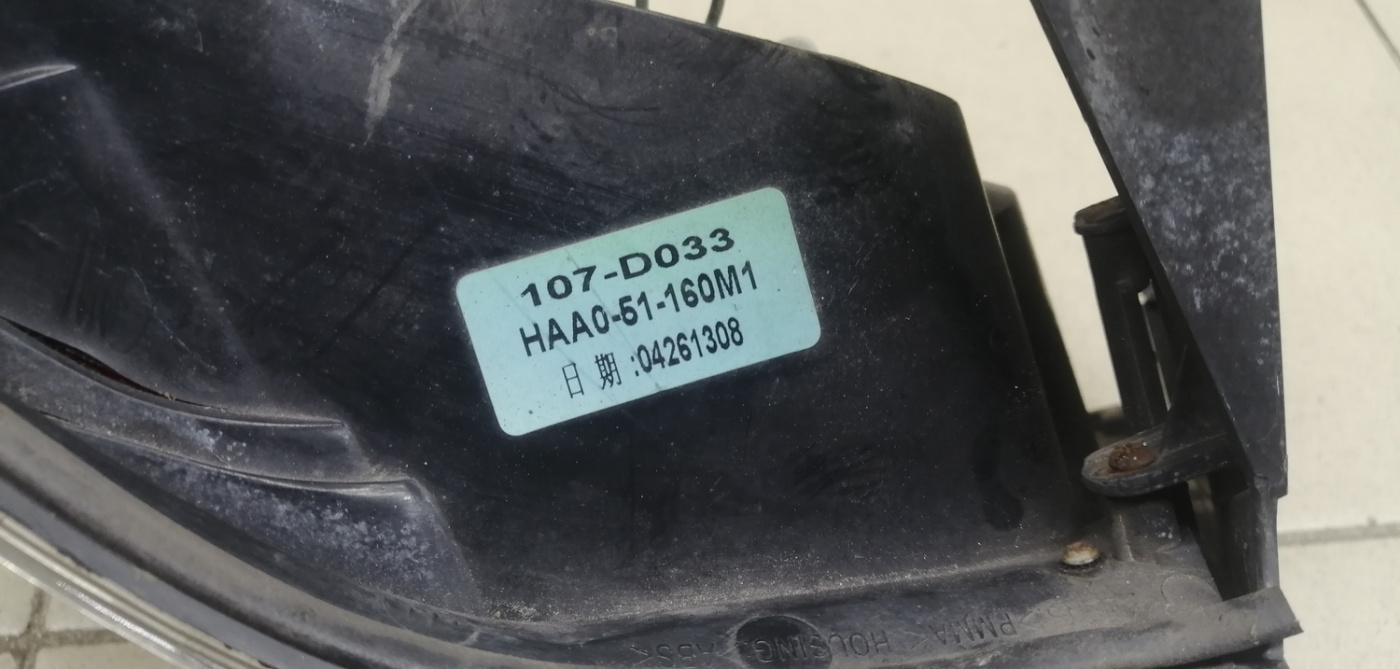 107-D033
HAA0-51-160M1
日 期 :04261308
PMMA < HOUSING > ABS <